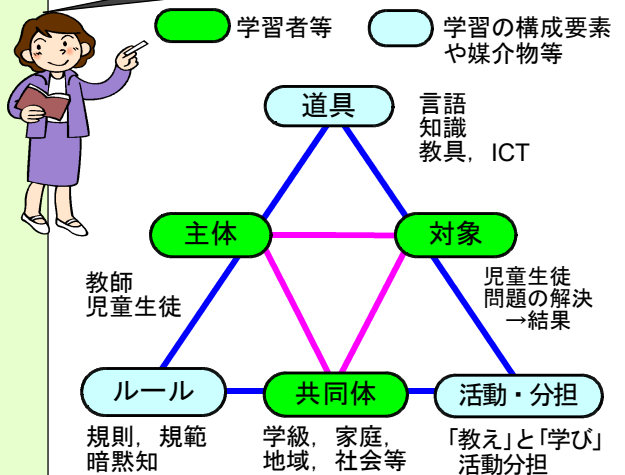 学習者等
学習の構成要素
や媒介物等
道具
言語
知識
教具，ICT
主体
対象
教師
児童生徒
児童生徒
問題の解決
→結果
ルール
共同体
活動・分担
規則，規範
暗黙知
学級，家庭，
地域，社会等
「教え」と「学び」
活動分担